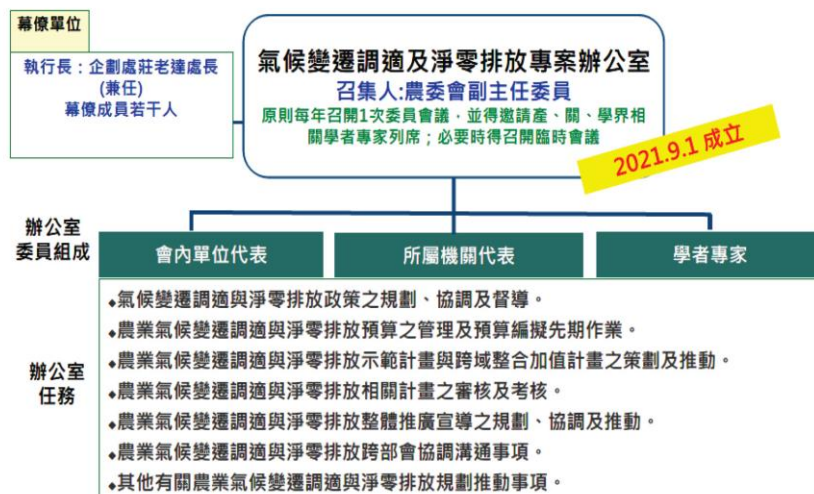 幕僚單位
執行長：企劃處莊老達處長
(兼任)
幕僚成員若干人
氣候變遷調適及淨零排放專案辦公室
召集人:農委會副主任委員
原則每年召開1次委員會議，並得邀請產、關、學界相
關學者專家列席；必要時得召開臨時會議
2021.9.1 成立
辦公室
委員組成
會內單位代表
所屬機關代表
學者專家
辦公室
任務
⬥氣候變遷調適與淨零排放政策之規劃、協調及督導。
⬥農業氣候變遷調適與淨零排放預算之管理及預算編擬先期作業。
⬥農業氣候變遷調適與淨零排放示範計畫與跨域整合加值計畫之策劃及推動。
⬥農業氣候變遷調適與淨零排放相關計畫之審核及考核。
⬥農業氣候變遷調適與淨零排放整體推廣宣導之規劃、協調及推動。
⬥農業氣候變遷調適與淨零排放跨部會協調溝通事項。
⬥其他有關農業氣候變遷調適與淨零排放規劃推動事項。